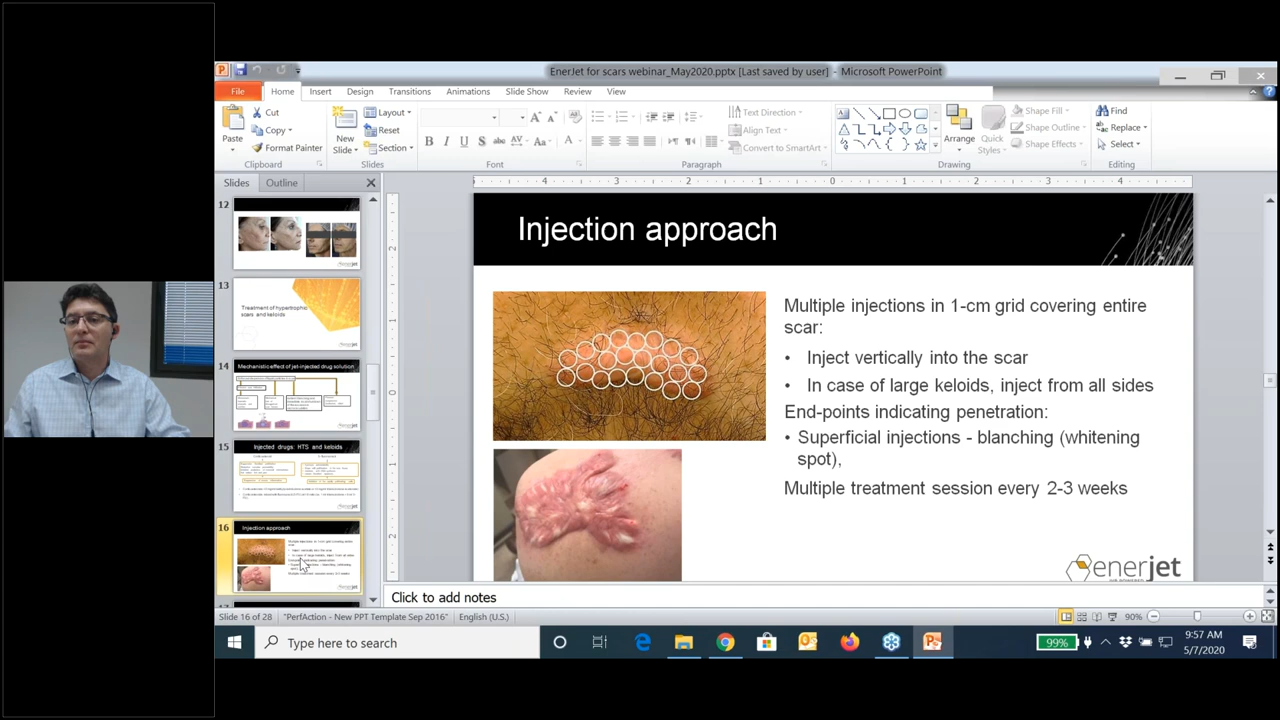 EnerJet for scars webinar_May2020.pptx [Last saved by user] - Microsoft PowerPoint
File Home Insert Design Transitions Animations Slide Show Review View
Paste
Cut
Copy
Format Painter
Clipboard
New Slide
Layout
Reset
Section
Slides
Font
Text Direction
Align Text
Convert to SmartArt
Paragraph
Arrange
Quick Styles
Shape Fill
Shape Outline
Shape Effects
Drawing
Find
Replace
Select
Editing
Slides Outline
12
13
Treatment of hypertrophic
scars and keloids
14
Mechanistic effect of jet-injected drug solution
15
Injected drugs: HTS and keloids
16
Injection approach
Injection approach
Multiple injections in 1-cm grid covering entire
scar:
• Inject vertically into the scar
• In case of large keloids, inject from all sides
End-points indicating penetration:
• Superficial injections - blanching (whitening
spot)
Multiple treatment session every 2-3 weeks
enerjet
Click to add notes
Slide 16 of 28 "PerfAction - New PPT Template Sep 2016" English (U.S.) 90%
Type here to search
99%
9:57 AM
5/7/2020